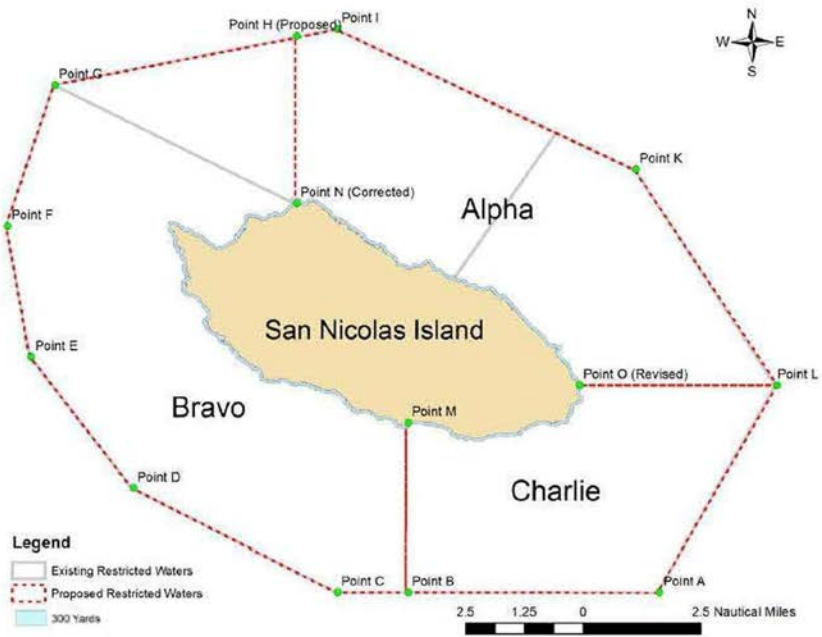 Point H (Proposed)
Point I
N
W E
S
Point G
Point K
Point N (Corrected)
Alpha
Point F
San Nicolas Island
Point E
Point O (Revised)
Point L
Bravo
Point M
Point D
Charlie
Legend
Existing Restricted Waters
Proposed Restricted Waters
300 Yards
Point C
Point B
Point A
2.5 1.25 0 2.5 Nautical Miles